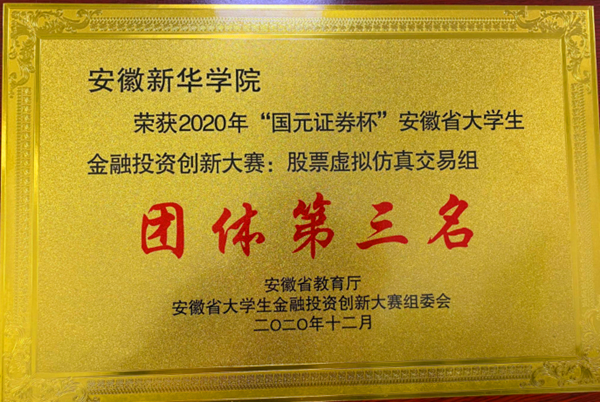 安徽新华学院
荣获2020年“国元证券杯”安徽省大学生
金融投资创新大赛：股票虚拟仿真交易组
团体第三名
安徽省教育厅
安徽省大学生金融投资创新大赛组委会
二〇二〇年十二月